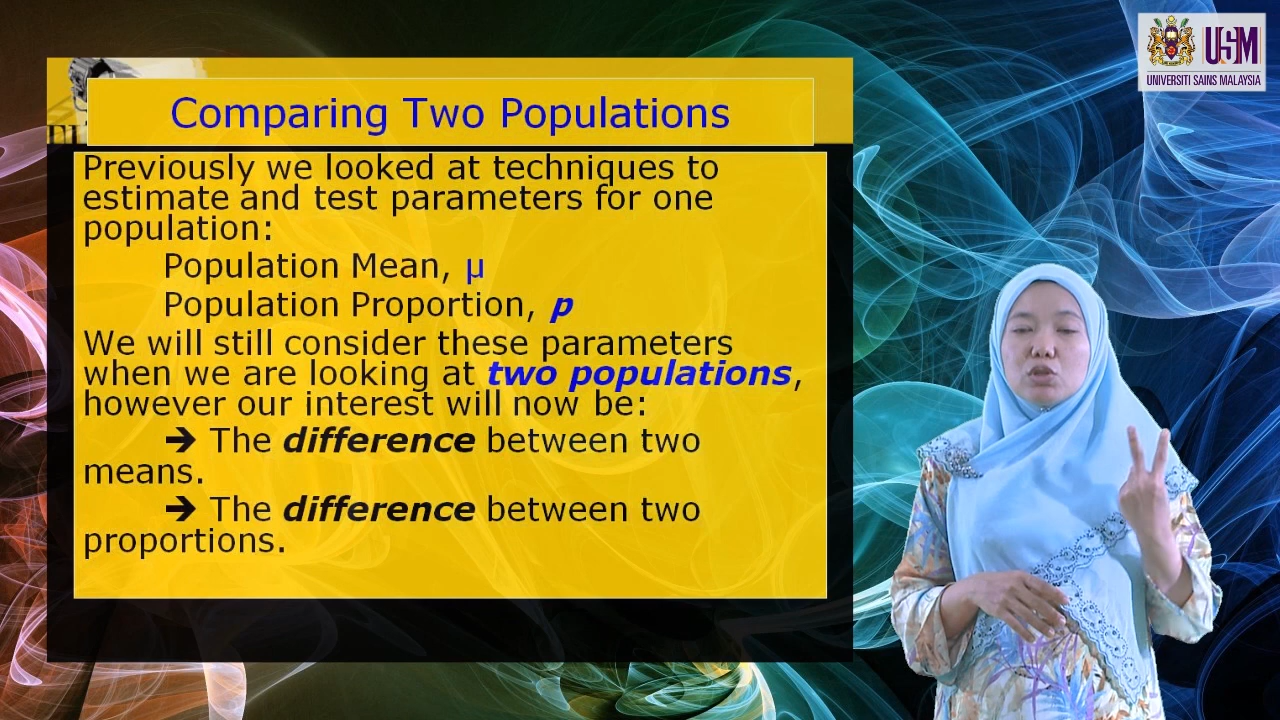 USM
UNIVERSITI SAINS MALAYSIA
Comparing Two Populations
Previously we looked at techniques to
estimate and test parameters for one
population:
Population Mean, μ
Population Proportion, p
We will still consider these parameters
when we are looking at two populations,
however our interest will now be:
➔ The difference between two
means.
➔ The difference between two
proportions.